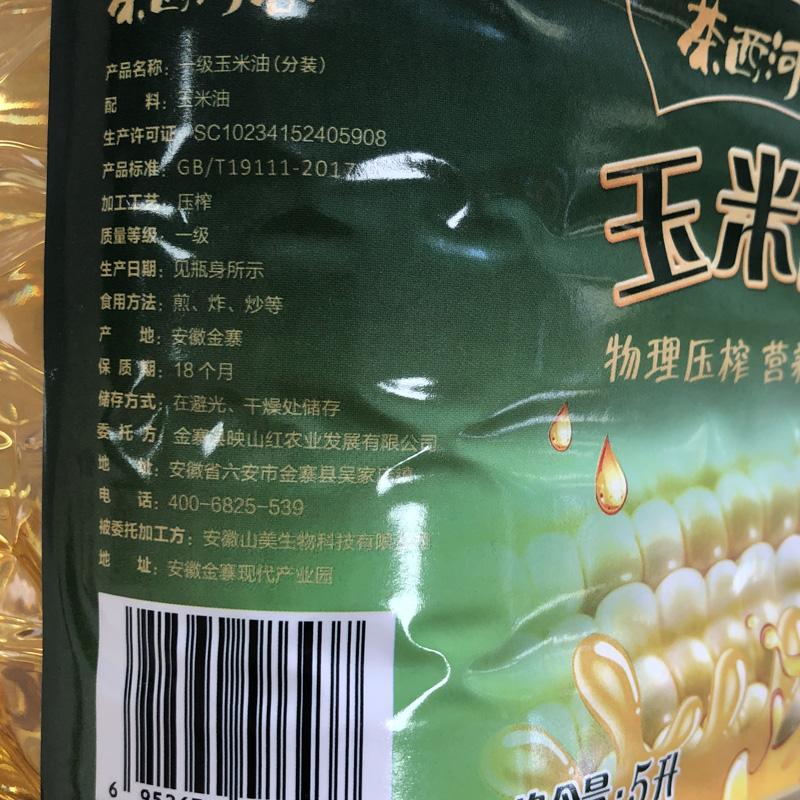 茶西河
产品名称：一级玉米油(分装)
配　料：玉米油
生产许可证：SC10234152405908
产品标准：GB/T19111-2017
加工工艺：压榨
质量等级：一级
生产日期：见瓶身所示
食用方法：煎、炸、炒等
产　地：安徽金寨
保 质 期：18个月
储存方式：在避光、干燥处储存
委 托 方：金寨县映山红农业发展有限公司
地　址：安徽省六安市金寨县吴家店镇
电　话：400-6825-539
被委托加工方：安徽山美生物科技有限公司
地　址：安徽金寨现代产业园
茶西河
玉米
物理压榨 营养
:5升